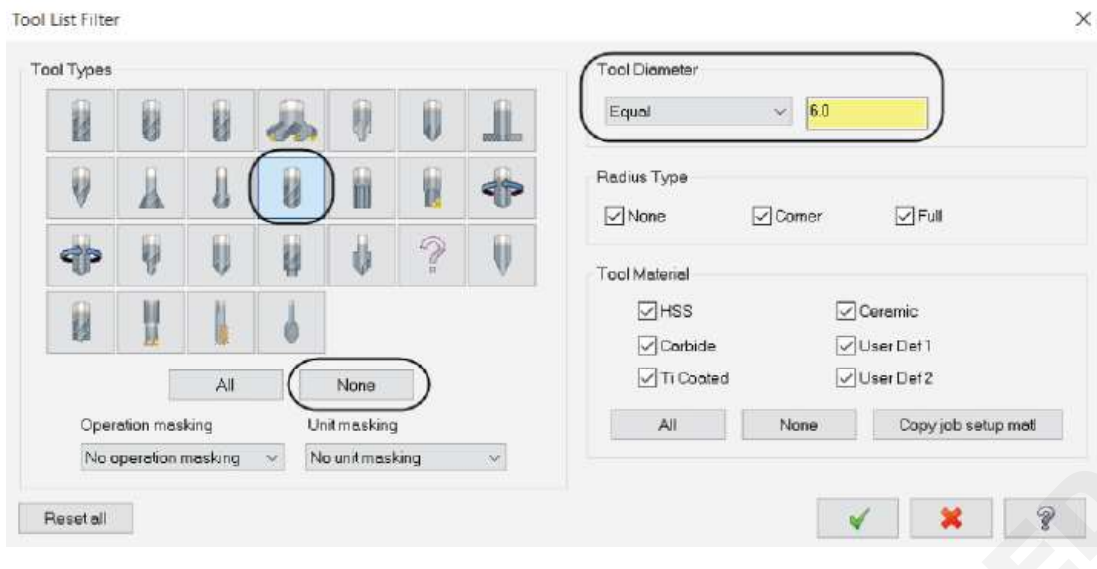 Tool List Filter
Tool Types
All
None
Operation masking
Unit masking
No operation masking
No unit masking
Reset all
Tool Diameter
Equal
6.0
Radius Type
None
Corner
Full
Tool Material
HSS
Ceramic
Carbide
User Def 1
Ti Coated
User Def 2
All
None
Copy job setup matl